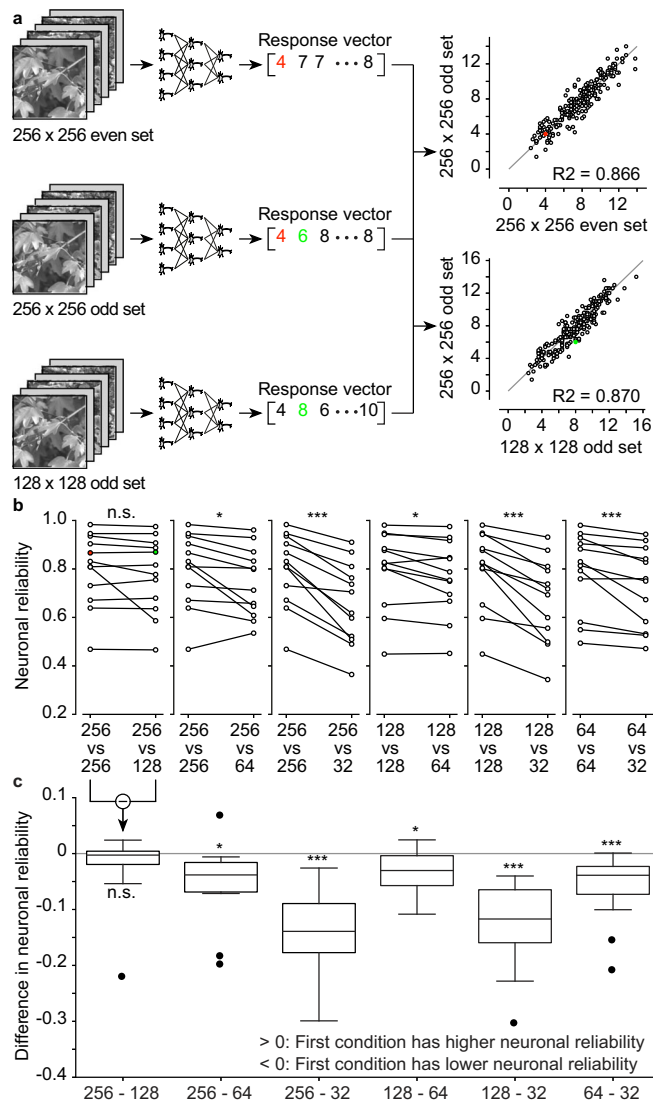 a
Response vector
[4 7 7 ••• 8]
256 x 256 even set
256 x 256 odd set
14
12
8
4
0
R2 = 0.866
0 4 8 12
256 x 256 even set
Response vector
[4 6 8 ••• 8]
256 x 256 odd set
256 x 256 odd set
16
12
8
4
0
R2 = 0.870
0 4 8 12 16
128 x 128 odd set
Response vector
[4 8 6 •••10]
128 x 128 odd set
b
n.s. * *** * *** ***
Neuronal reliability
1.0
0.8
0.6
0.4
0.2
256 256 256 256 256 256 128 128 128 128 64 64
vs vs vs vs vs vs vs vs vs vs vs vs
256 128 256 64 256 32 128 64 128 32 64 32
c
Difference in neuronal reliability
0.1
0
-0.1
-0.2
-0.3
-0.4
−
n.s. * *** * *** ***
> 0: First condition has higher neuronal reliability
< 0: First condition has lower neuronal reliability
256 - 128 256 - 64 256 - 32 128 - 64 128 - 32 64 - 32